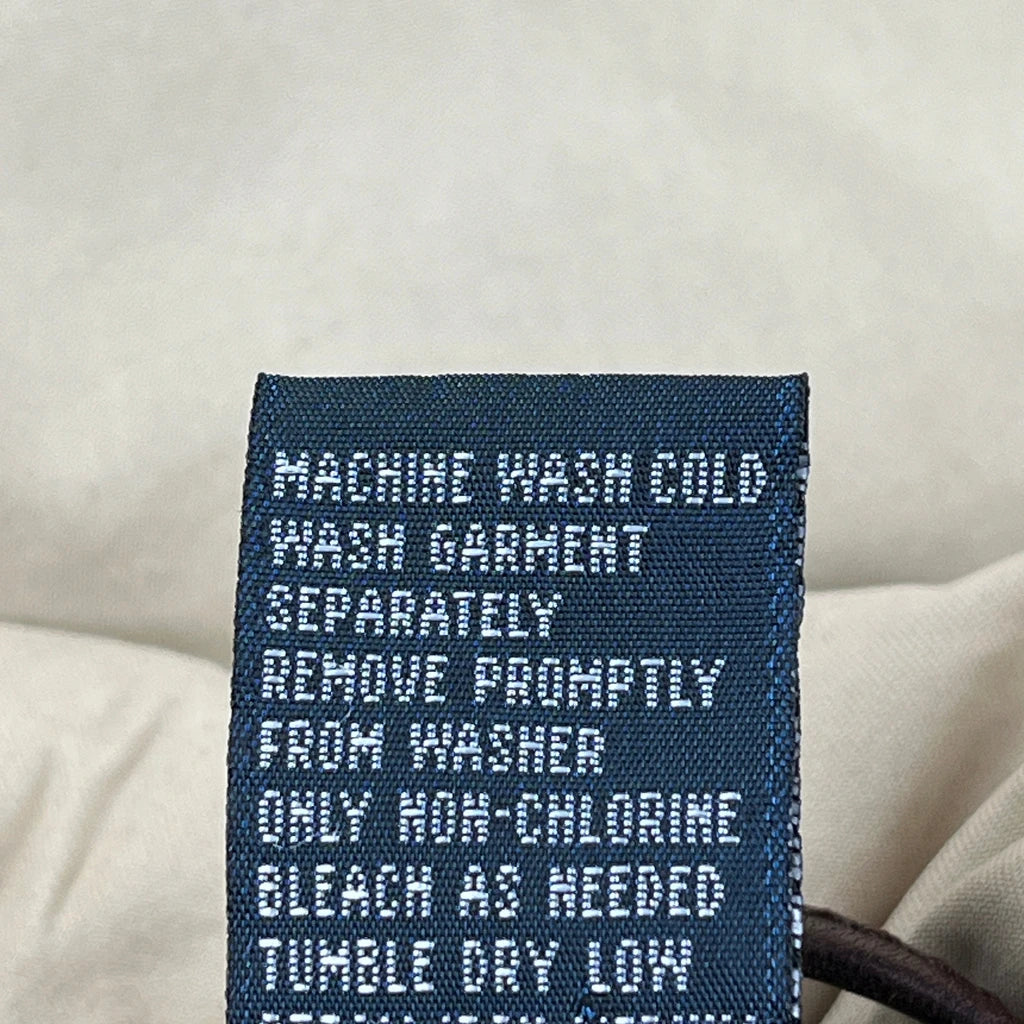 MACHINE WASH COLD
WASH GARMENT
SEPARATELY
REMOVE PROMPTLY
FROM WASHER
ONLY NON-CHLORINE
BLEACH AS NEEDED
TUMBLE DRY LOW